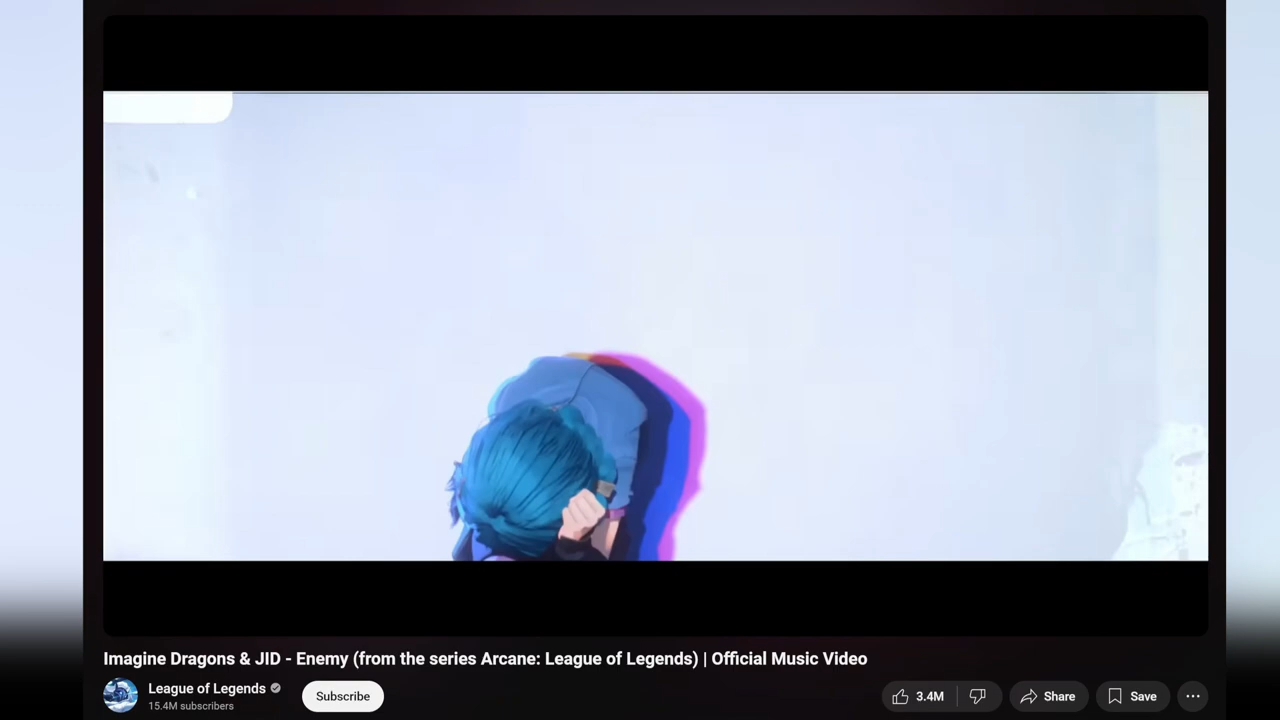 Imagine Dragons & JID - Enemy (from the series Arcane: League of Legends) | Official Music Video
League of Legends
15.4M subscribers
Subscribe
3.4M
Share
Save